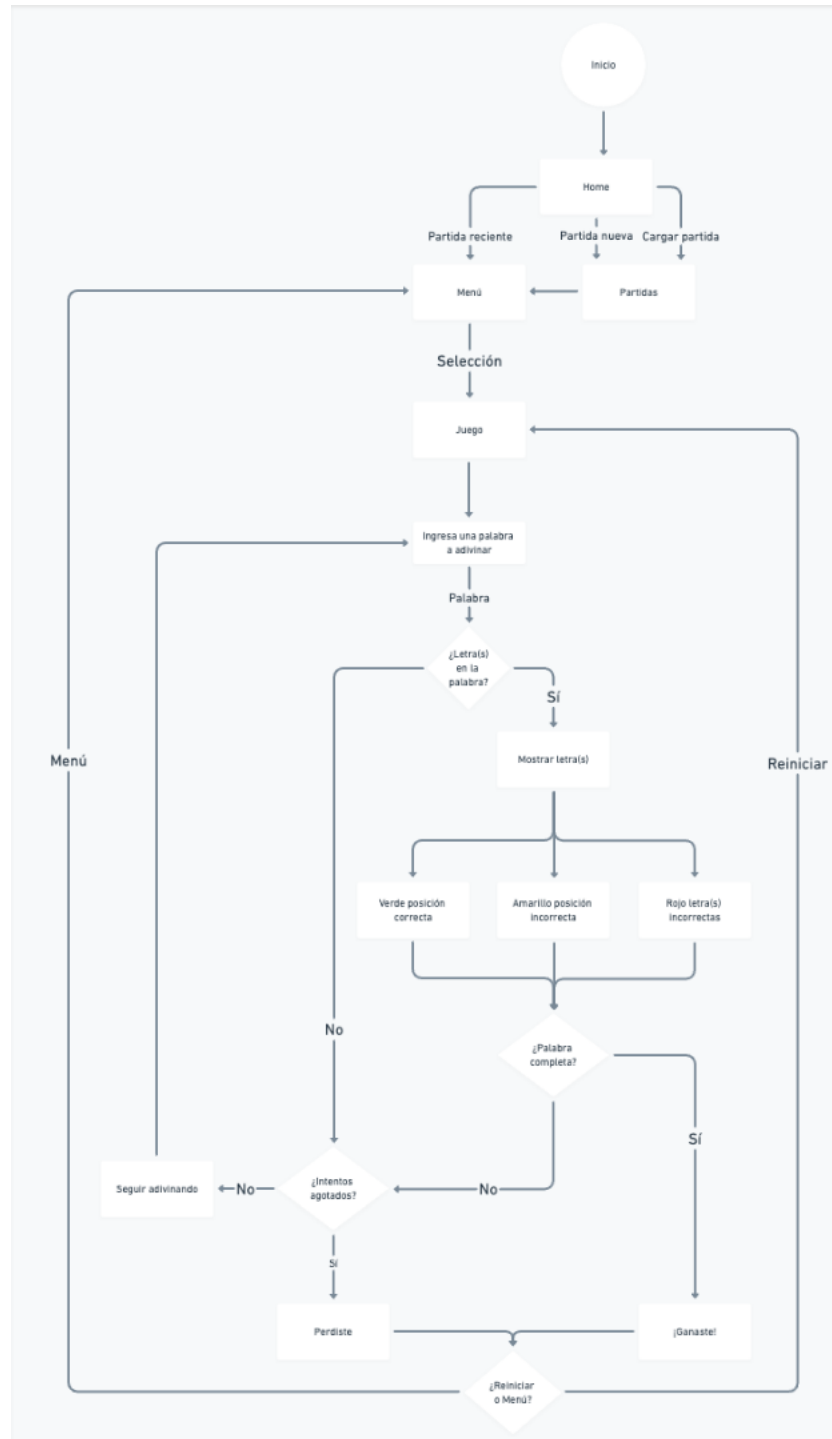 Inicio
Home
Partida reciente
Partida nueva
Cargar partida
Menú
Partidas
Selección
Juego
Ingresa una palabra
a adivinar
Palabra
¿Letra(s)
en la
palabra?
Sí
Mostrar letra(s)
Menú
Reiniciar
Verde posición
correcta
Amarillo posición
incorrecta
Rojo letra(s)
incorrectas
No
¿Palabra
completa?
Sí
Seguir adivinando
No
¿Intentos
agotados?
No
Sí
Perdiste
¡Ganaste!
¿Reiniciar
o Menú?